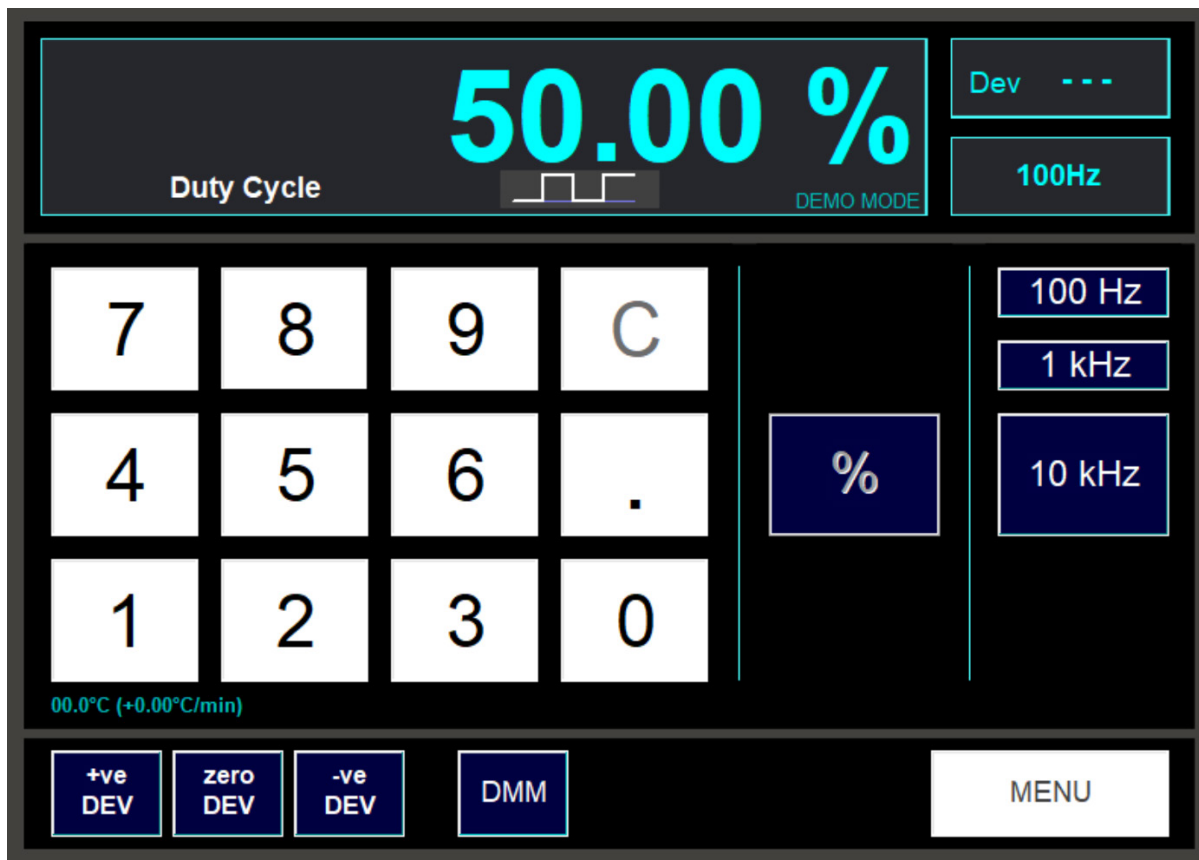 50.00 %
Dev ---
Duty Cycle
DEMO MODE
100Hz
7 8 9 C
100 Hz
1 kHz
4 5 6 .
%
10 kHz
1 2 3 0
00.0°C (+0.00°C/min)
+ve
DEV
zero
DEV
-ve
DEV
DMM
MENU